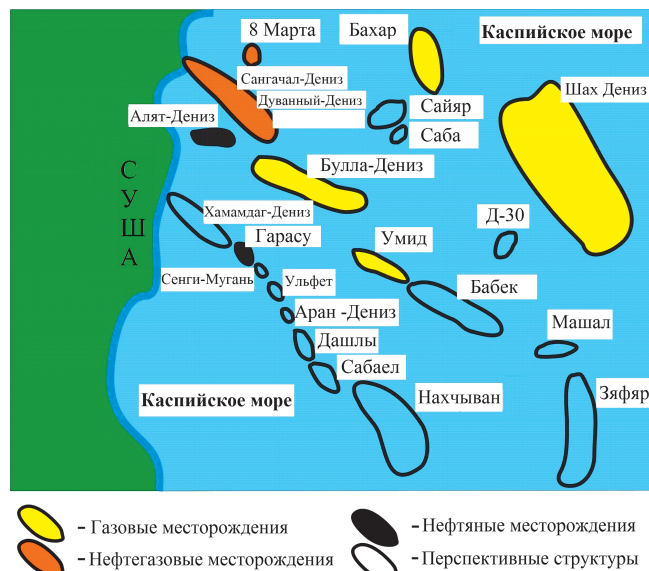 8 Марта
Бахар
Каспийское море
Сангачал-Дениз
Дуванный-Дениз
Шах Дениз
Алят-Дениз
Сайяр
Саба
Булла-Дениз
СУША
Хамамдаг-Дениз
Гарасу
Умид
Д-30
Сенги-Мугань
Ульфет
Бабек
Аран -Дениз
Машал
Дашлы
Сабаел
Каспийское море
Нахчыван
Зяфяр
- Газовые месторождения
- Нефтяные месторождения
- Нефтегазовые месторождения
- Перспективные структуры